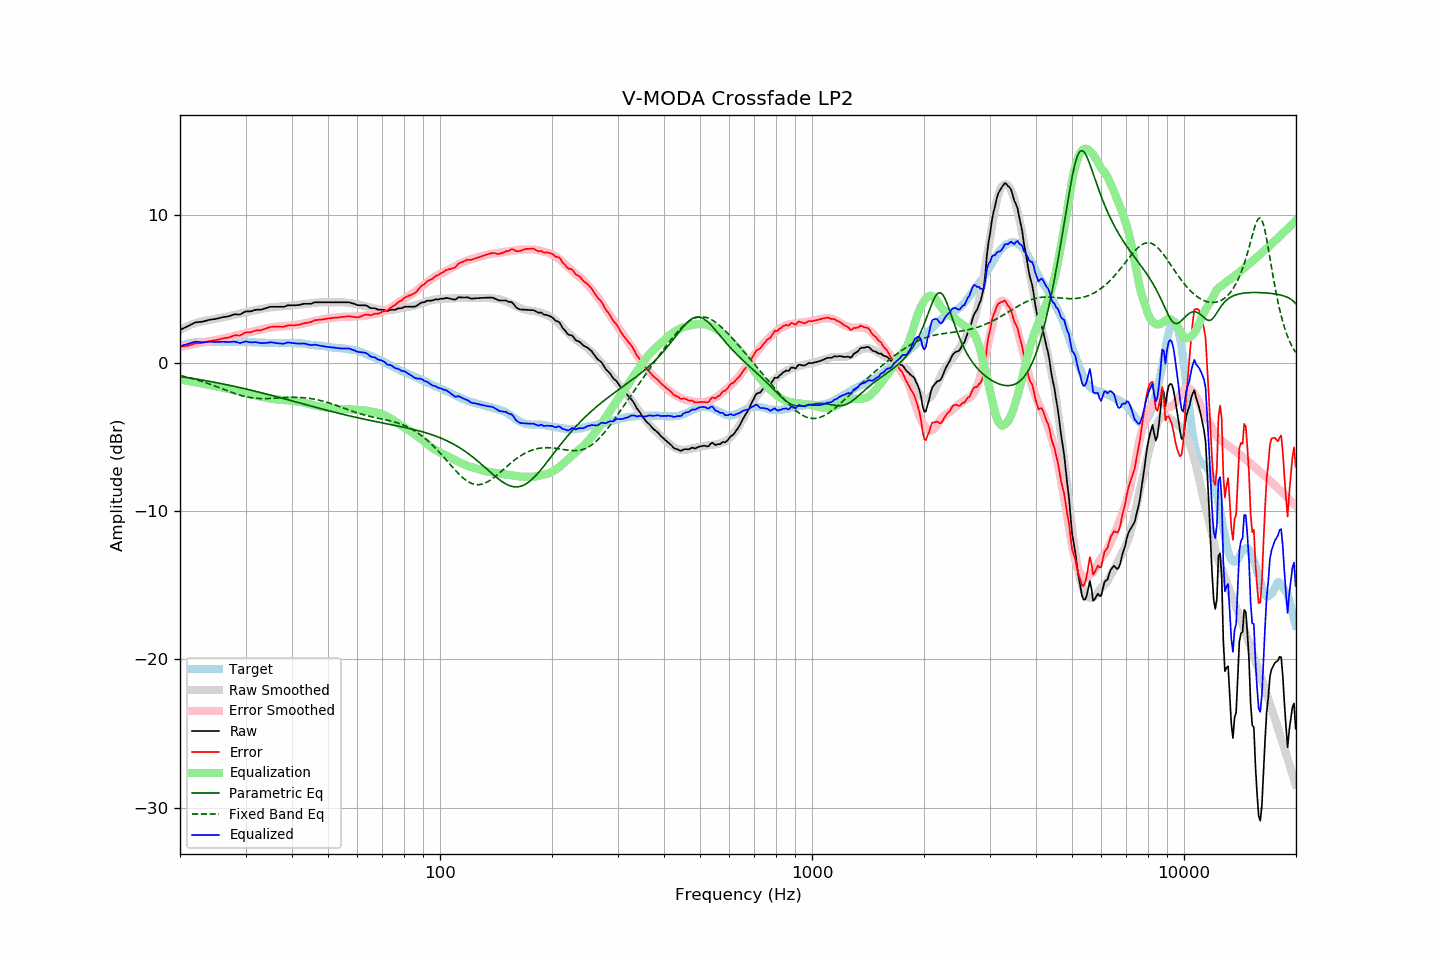 V-MODA Crossfade LP2
10
0
−10
−20
−30
Amplitude (dBr)
Target
Raw Smoothed
Error Smoothed
Raw
Error
Equalization
Parametric Eq
Fixed Band Eq
Equalized
100
1000
10000
Frequency (Hz)